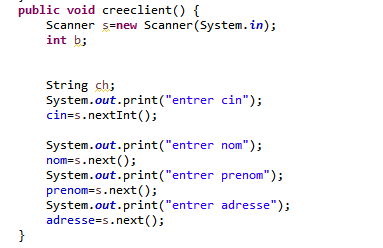 public void creeclient() {
Scanner s=new Scanner(System.in);
int b;
String ch;
System.out.print("entrer cin");
cin=s.nextInt();
System.out.print("entrer nom");
nom=s.next();
System.out.print("entrer prenom");
prenom=s.next();
System.out.print("entrer adresse");
adresse=s.next();
}